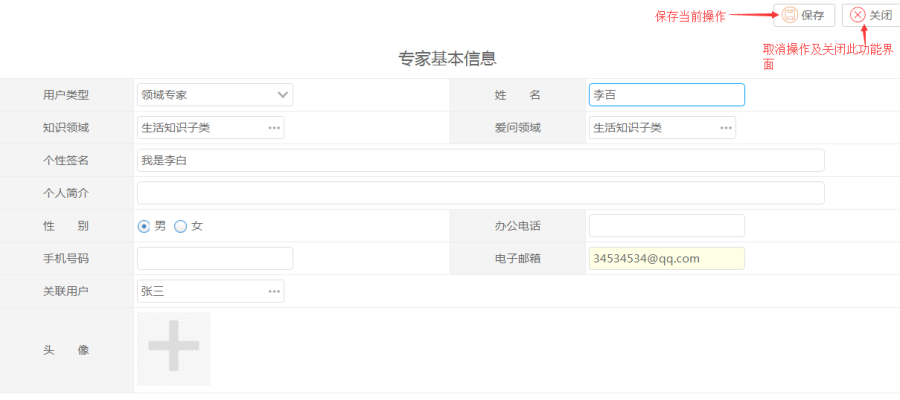 保存当前操作 保存 关闭
取消操作及关闭此功能界
面
专家基本信息
用户类型 领域专家 姓 名 李百
知识领域 生活知识子类 ••• 爱问领域 生活知识子类 •••
个性签名 我是李白
个人简介
性 别 男 女 办公电话
手机号码 电子邮箱 34534534@qq.com
关联用户 张三 •••
头 像